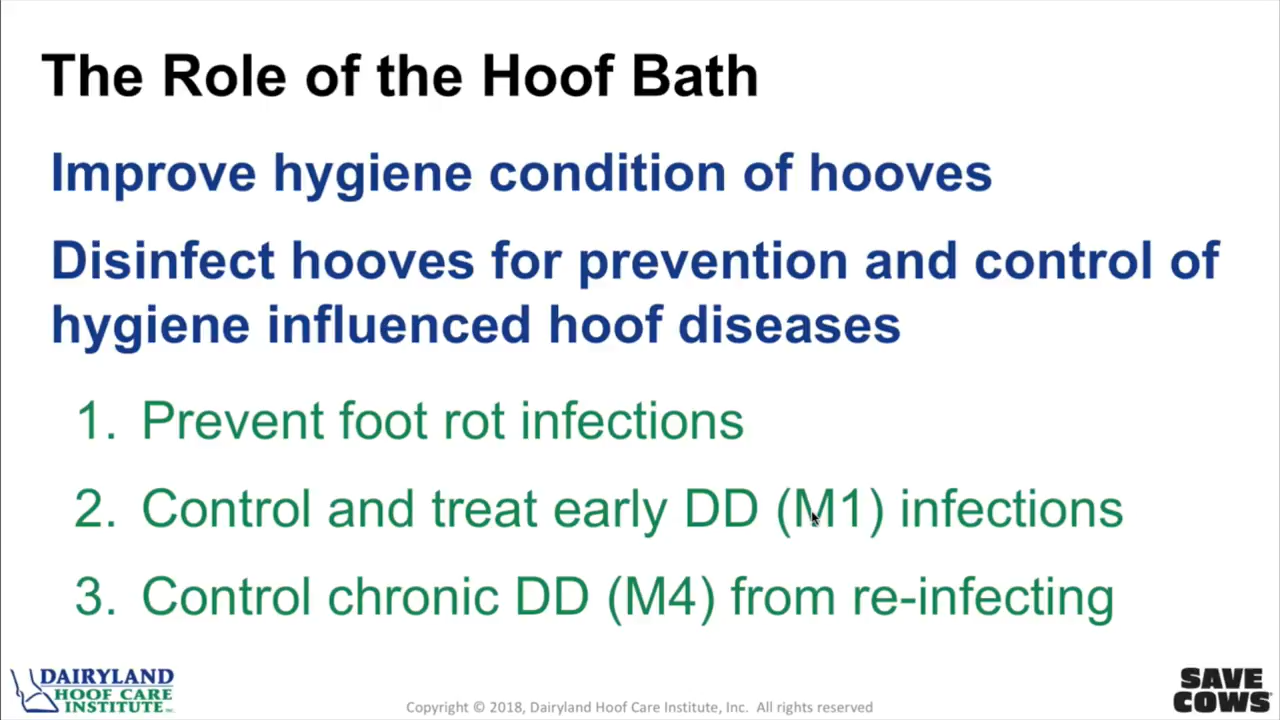 The Role of the Hoof Bath
Improve hygiene condition of hooves
Disinfect hooves for prevention and control of
hygiene influenced hoof diseases
1. Prevent foot rot infections
2. Control and treat early DD (M1) infections
3. Control chronic DD (M4) from re-infecting
DAIRYLAND
HOOF CARE
INSTITUTE INC.
Copyright © 2018, Dairyland Hoof Care Institute, Inc. All rights reserved
SAVE
COWS